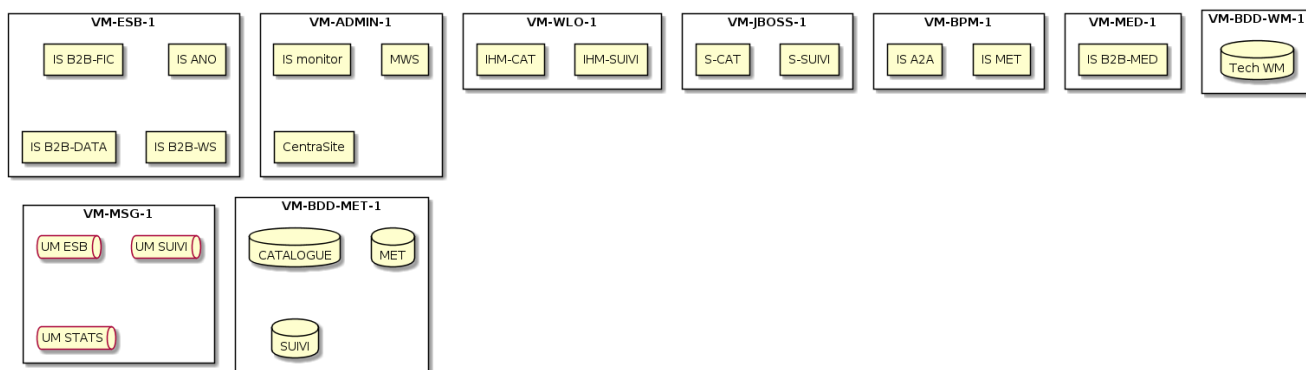 VM-ESB-1
IS B2B-FIC
IS ANO
IS B2B-DATA
IS B2B-WS
VM-ADMIN-1
IS monitor
MWS
CentraSite
VM-WLO-1
IHM-CAT
IHM-SUIVI
VM-JBOSS-1
S-CAT
S-SUIVI
VM-BPM-1
IS A2A
IS MET
VM-MED-1
IS B2B-MED
VM-BDD-WM-1
Tech WM
VM-MSG-1
UM ESB
UM SUIVI
UM STATS
VM-BDD-MET-1
CATALOGUE
MET
SUIVI